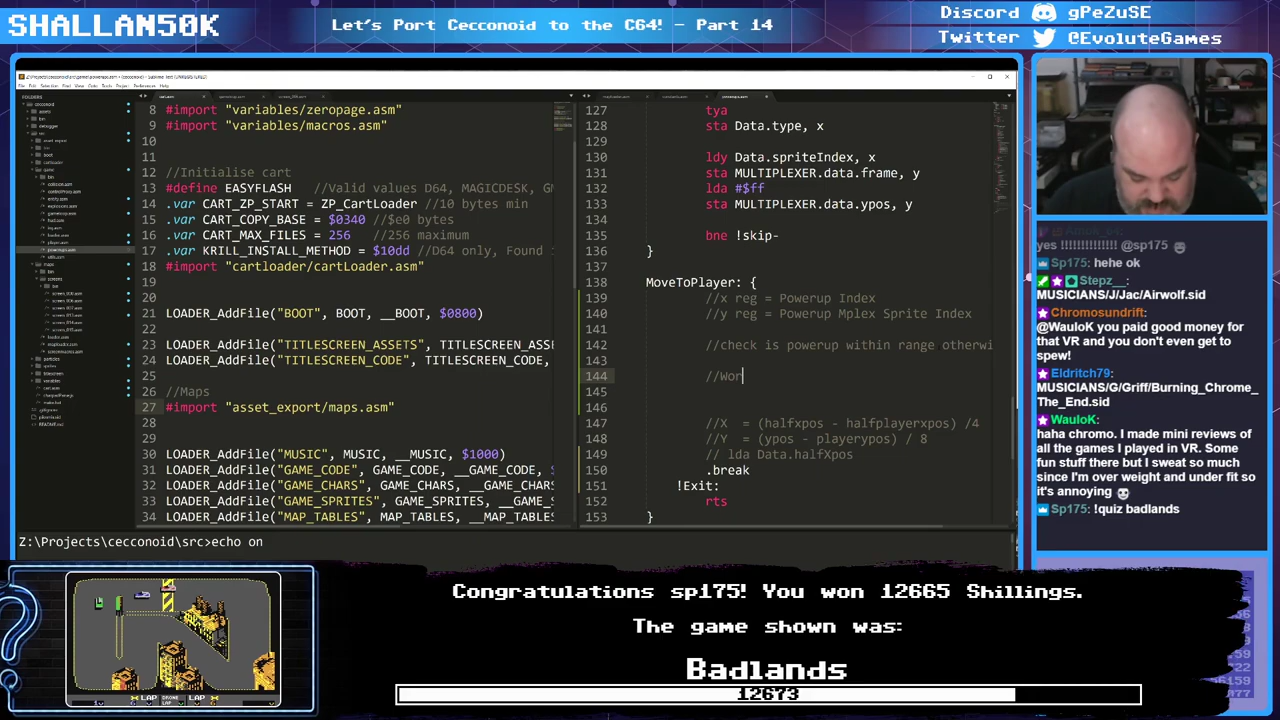 SHALLAN50K
Let's Port Cecconoid to the C64! - Part 14
Discord gPeZuSE
Twitter @EvoluteGames
FOLDERS
8 #import "variables/zeropage.asm"
9 #import "variables/macros.asm"
10
11
12 //Initialise cart
13 #define EASYFLASH //Valid values D64, MAGICDESK, GM
14 .var CART_ZP_START = ZP_CartLoader //10 bytes min
15 .var CART_COPY_BASE = $0340 //$e0 bytes
16 .var CART_MAX_FILES = 256 //256 maximum
17 .var KRILL_INSTALL_METHOD = $10dd //D64 only, Found i
18 #import "cartloader/cartLoader.asm"
19
20
21 LOADER_AddFile("BOOT", BOOT, __BOOT, $0800)
22
23 LOADER_AddFile("TITLESCREEN_ASSETS", TITLESCREEN_ASSE
24 LOADER_AddFile("TITLESCREEN_CODE", TITLESCREEN_CODE,
25
26 //Maps
27 #import "asset_export/maps.asm"
28
29
30 LOADER_AddFile("MUSIC", MUSIC, __MUSIC, $1000)
31 LOADER_AddFile("GAME_CODE", GAME_CODE, __GAME_CODE, $
32 LOADER_AddFile("GAME_CHARS", GAME_CHARS, __GAME_CHARS
33 LOADER_AddFile("GAME_SPRITES", GAME_SPRITES, __GAME_S
34 LOADER_AddFile("MAP_TABLES", MAP_TABLES, __MAP_TABLES
127 tya
128 sta Data.type, x
129
130 ldy Data.spriteIndex, x
131 sta MULTIPLEXER.data.frame, y
132 lda #$ff
133 sta MULTIPLEXER.data.ypos, y
134
135 bne !skip-
136 }
137
138 MoveToPlayer: {
139 //x reg = Powerup Index
140 //y reg = Powerup Mplex Sprite Index
141
142 //check is powerup within range otherwi
143
144 //Wor
145
146
147 //X = (halfxpos - halfplayerxpos) /4
148 //Y = (ypos - playerypos) / 8
149 // lda Data.halfXpos
150 .break
151 !Exit:
152 rts
153 }
Z:\Projects\cecconoid\src>echo on
yes !!!!!!!!!!!!!! @sp175
Sp175: hehe ok
Stepz__:
MUSICIANS/J/Jac/Airwolf.sid
Chromosundrift:
@WauloK you paid good money for
that VR and you don't even get to
spew!
Eldritch79:
MUSICIANS/G/Griff/Burning_Chrome_
The_End.sid
WauloK:
haha chromo. I made mini reviews of
all the games I played in VR. Some
fun stuff there but I sweat so much
since I'm over weight and under fit so
it's annoying
Sp175: !quiz badlands
Congratulations sp175! You won 12665 Shillings.
The game shown was:
Badlands
12673
LAP DRONE LAP
LAP